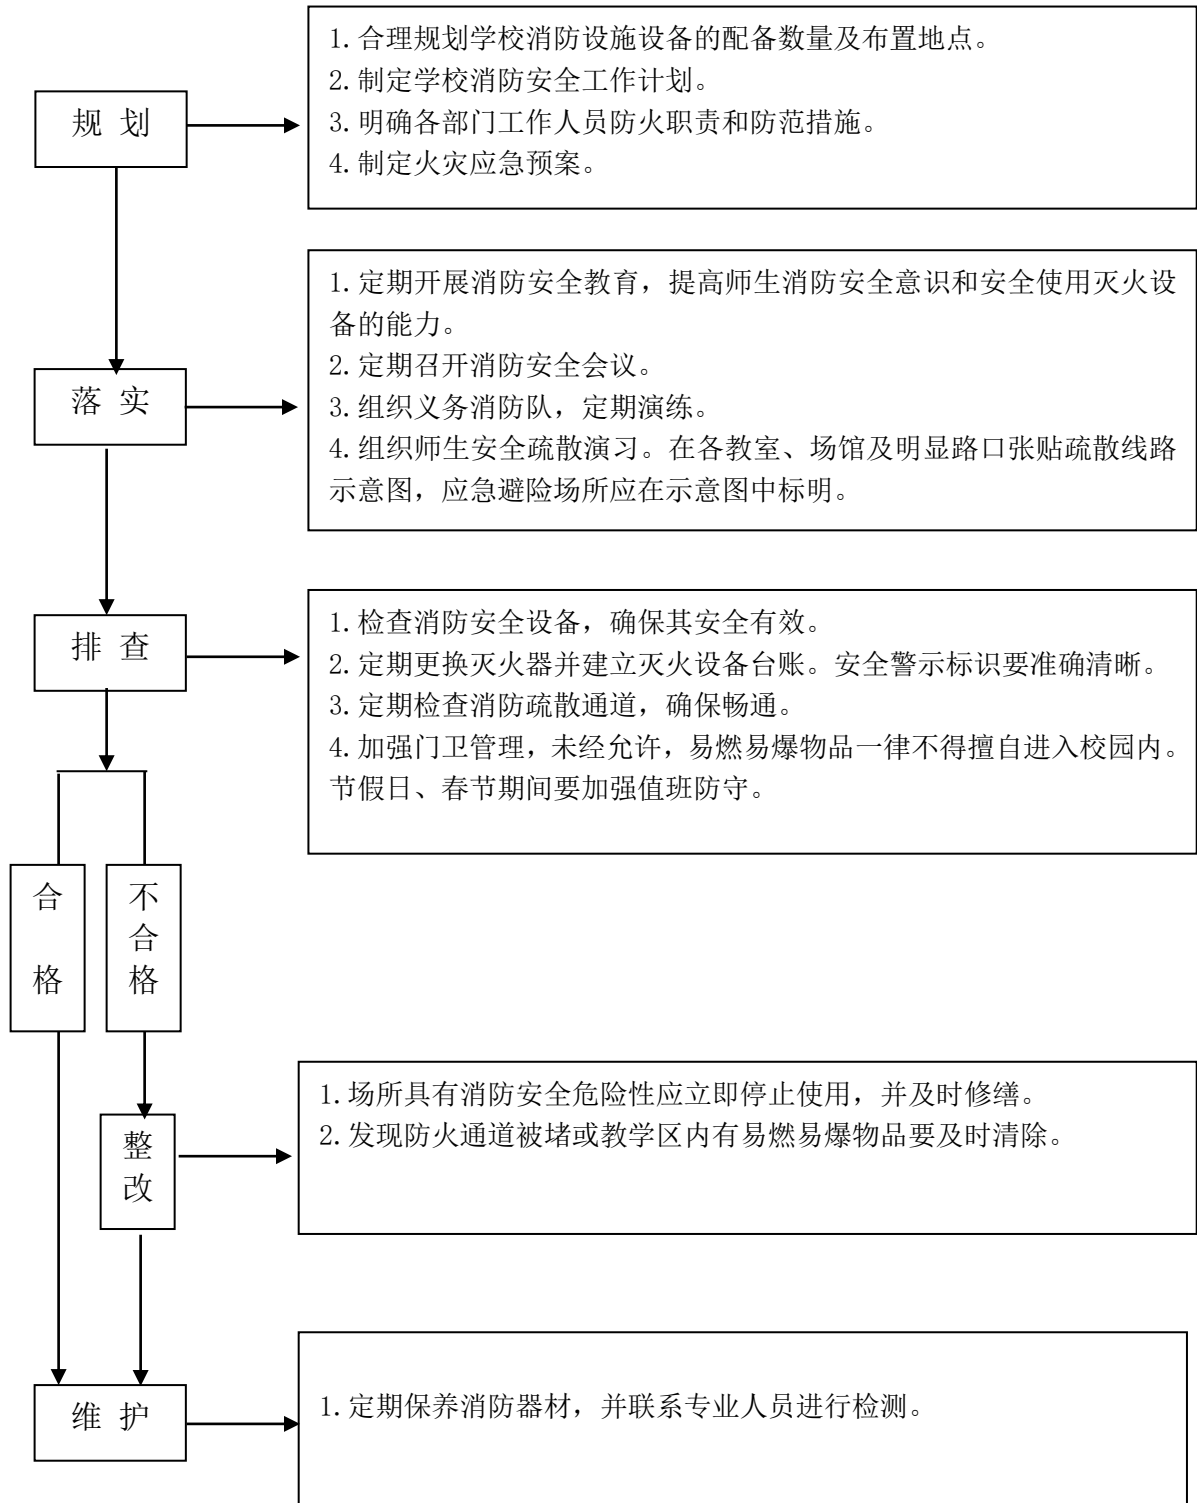 规 划
1.合理规划学校消防设施设备的配备数量及布置地点。
2.制定学校消防安全工作计划。
3.明确各部门工作人员防火职责和防范措施。
4.制定火灾应急预案。
落 实
1.定期开展消防安全教育，提高师生消防安全意识和安全使用灭火设
备的能力。
2.定期召开消防安全会议。
3.组织义务消防队，定期演练。
4.组织师生安全疏散演习。在各教室、场馆及明显路口张贴疏散线路
示意图，应急避险场所应在示意图中标明。
排 查
1.检查消防安全设备，确保其安全有效。
2.定期更换灭火器并建立灭火设备台账。安全警示标识要准确清晰。
3.定期检查消防疏散通道，确保畅通。
4.加强门卫管理，未经允许，易燃易爆物品一律不得擅自进入校园内。
节假日、春节期间要加强值班防守。
合
格
不
合
格
整
改
1.场所具有消防安全危险性应立即停止使用，并及时修缮。
2.发现防火通道被堵或教学区内有易燃易爆物品要及时清除。
维 护
1.定期保养消防器材，并联系专业人员进行检测。